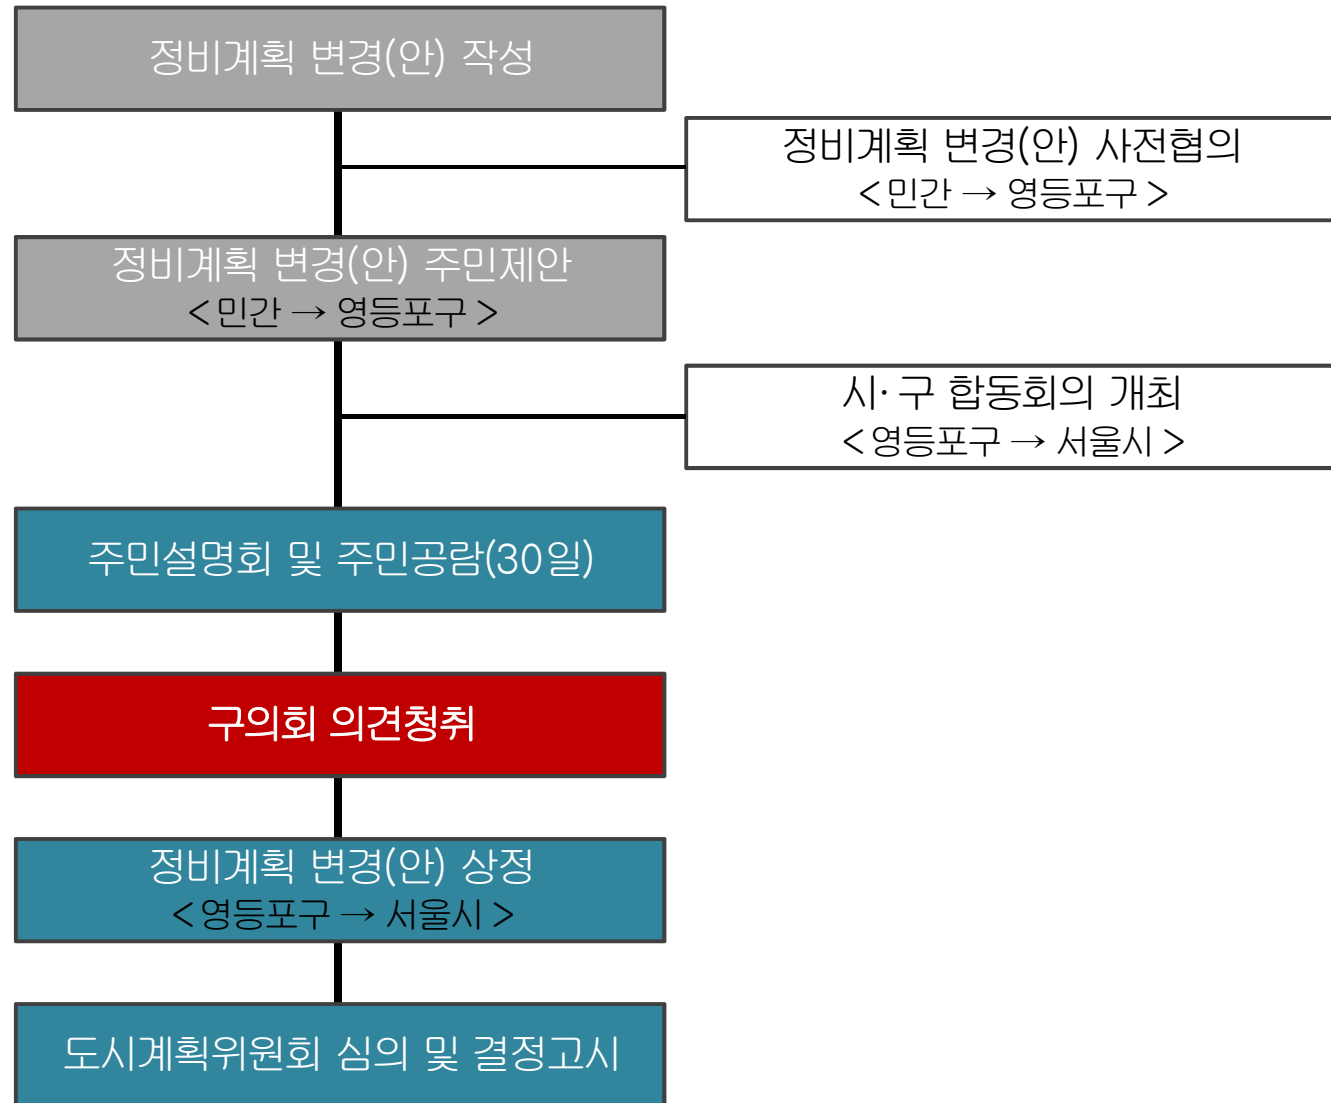 정비계획 변경(안) 작성
정비계획 변경(안) 사전협의
< 민간 → 영등포구 >
정비계획 변경(안) 주민제안
< 민간 → 영등포구 >
시·구 합동회의 개최
< 영등포구 → 서울시 >
주민설명회 및 주민공람(30일)
구의회 의견청취
정비계획 변경(안) 상정
< 영등포구 → 서울시 >
도시계획위원회 심의 및 결정고시